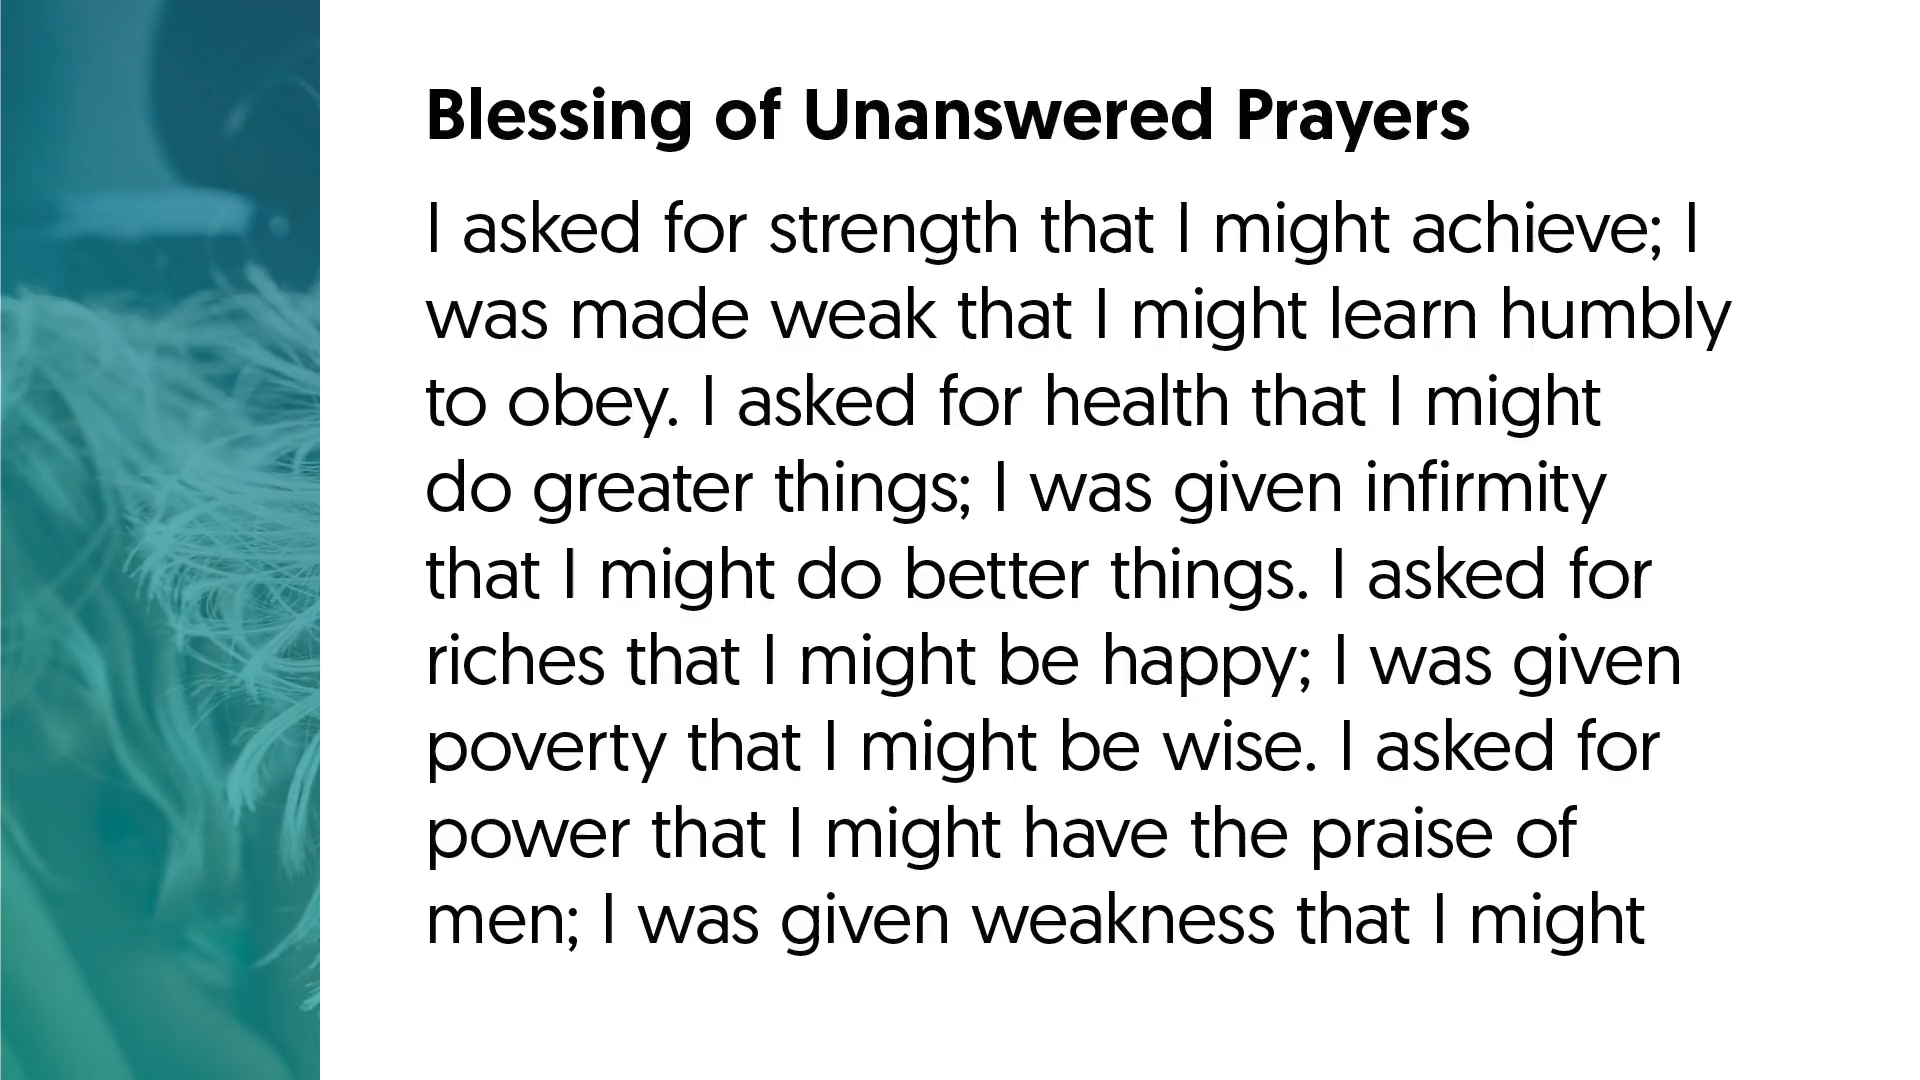 Blessing of Unanswered Prayers
I asked for strength that I might achieve; I
was made weak that I might learn humbly
to obey. I asked for health that I might
do greater things; I was given infirmity
that I might do better things. I asked for
riches that I might be happy; I was given
poverty that I might be wise. I asked for
power that I might have the praise of
men; I was given weakness that I might